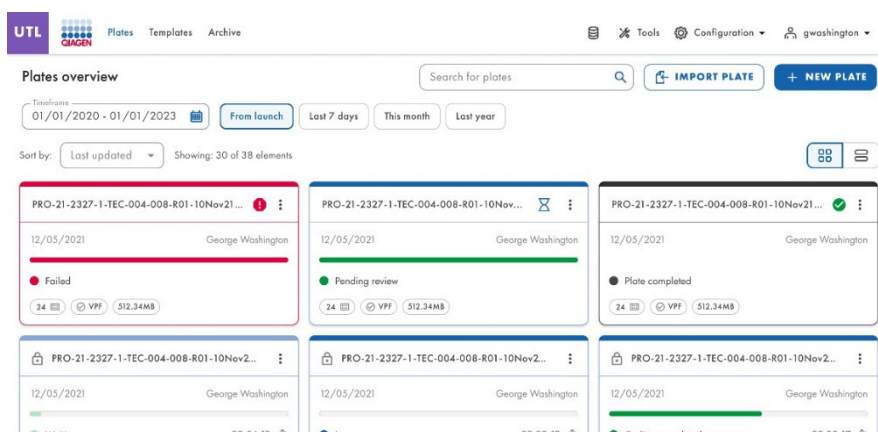 UTL QIAGEN Plates Templates Archive Tools Configuration gwashington
Plates overview Search for plates IMPORT PLATE + NEW PLATE
Timeframe
01/01/2020 - 01/01/2023 From launch Last 7 days This month Last year
Sort by: Last updated Showing: 30 of 38 elements
PRO-21-2327-1-TEC-004-008-R01-10Nov21... PRO-21-2327-1-TEC-004-008-R01-10Nov... PRO-21-2327-1-TEC-004-008-R01-10Nov21...
12/05/2021 George Washington 12/05/2021 George Washington 12/05/2021 George Washington
Failed Pending review Plate completed
24 VPF 512.34MB 24 VPF 512.34MB 24 VPF 512.34MB
PRO-21-2327-1-TEC-004-008-R01-10Nov2... PRO-21-2327-1-TEC-004-008-R01-10Nov2... PRO-21-2327-1-TEC-004-008-R01-10Nov2...
12/05/2021 George Washington 12/05/2021 George Washington 12/05/2021 George Washington